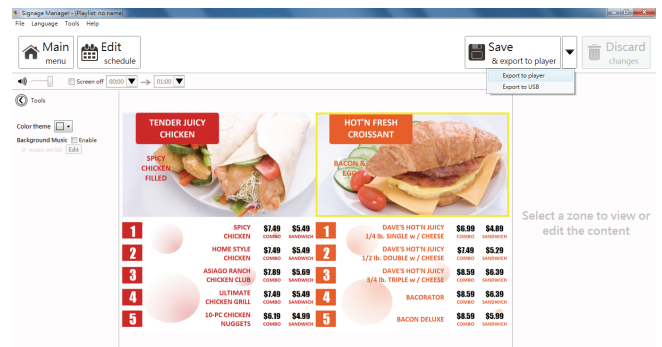 Signage Manager - (Playlist: no name)
File Language Tools Help
Main
menu
Edit
schedule
Save
& export to player
Discard
changes
Export to player
Export to USB
Screen off 00:00 → 01:00
Tools
Color theme
Background Music Enable
0 music on list Edit
TENDER JUICY
CHICKEN
SPICY
CHICKEN
FILLED
HOT'N FRESH
CROISSANT
BACON &
EGG
Select a zone to view or
edit the content
1 SPICY CHICKEN $7.49 COMBO $5.49 SANDWICH
2 HOME STYLE CHICKEN $7.49 COMBO $5.49 SANDWICH
3 ASIAGO RANCH CHICKEN CLUB $7.89 COMBO $5.69 SANDWICH
4 ULTIMATE CHICKEN GRILL $7.49 COMBO $5.49 SANDWICH
5 10-PC CHICKEN NUGGETS $6.19 COMBO $4.99 SANDWICH
1 DAVE'S HOT'N JUICY 1/4 lb. SINGLE w / CHEESE $6.99 COMBO $4.89 SANDWICH
2 DAVE'S HOT'N JUICY 1/2 lb. DOUBLE w / CHEESE $7.49 COMBO $5.29 SANDWICH
3 DAVE'S HOT'N JUICY 3/4 lb. TRIPLE w / CHEESE $8.59 COMBO $6.39 SANDWICH
4 BACORATOR $8.59 COMBO $6.39 SANDWICH
5 BACON DELUXE $8.59 COMBO $5.99 SANDWICH